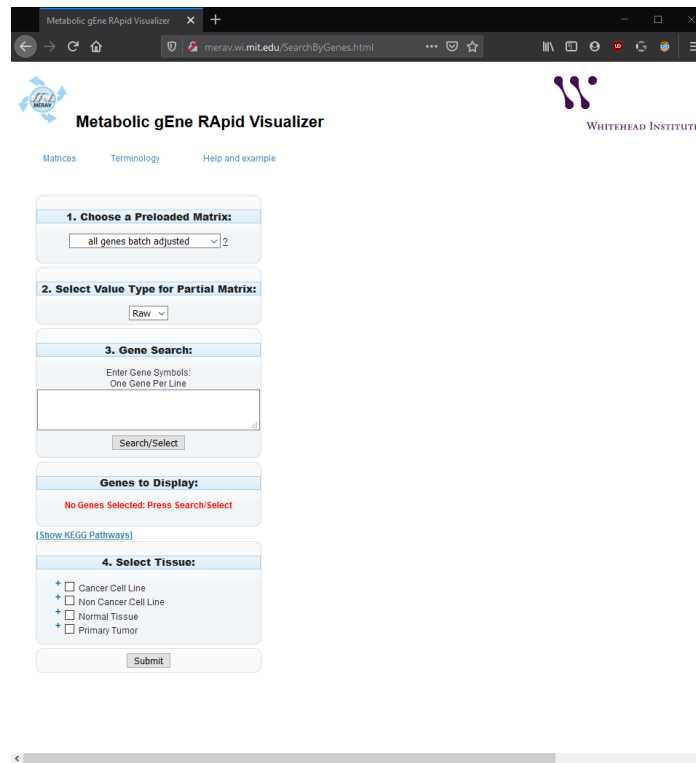 Metabolic gEne RApid Visualizer
merav.wi.mit.edu/SearchByGenes.html
MERAV
Metabolic gEne RApid Visualizer
WHITEHEAD INSTITUTE
Matrices Terminology Help and example
1. Choose a Preloaded Matrix:
all genes batch adjusted ?
2. Select Value Type for Partial Matrix:
Raw
3. Gene Search:
Enter Gene Symbols:
One Gene Per Line
Search/Select
Genes to Display:
No Genes Selected: Press Search/Select
[Show KEGG Pathways]
4. Select Tissue:
+ Cancer Cell Line
+ Non Cancer Cell Line
+ Normal Tissue
+ Primary Tumor
Submit